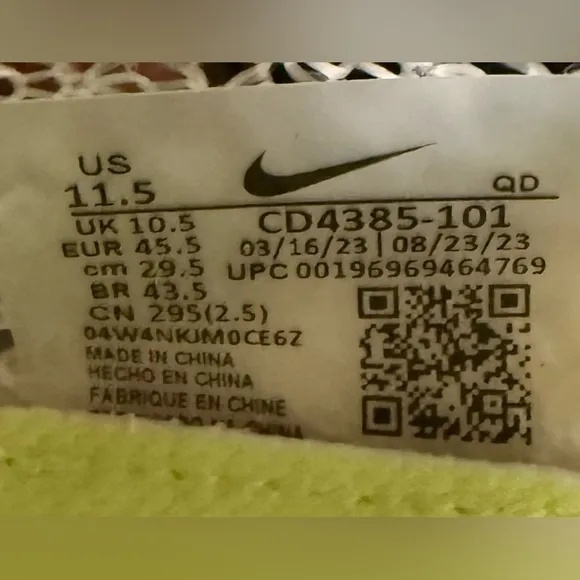 US
11.5
QD
UK 10.5
CD4385-101
EUR 45.5
03/16/23 | 08/23/23
cm 29.5
UPC 00196969464769
BR 43.5
CN 295(2.5)
04W4NKJM0CE6Z
MADE IN CHINA
HECHO EN CHINA
FABRIQUE EN CHINE
CHINA